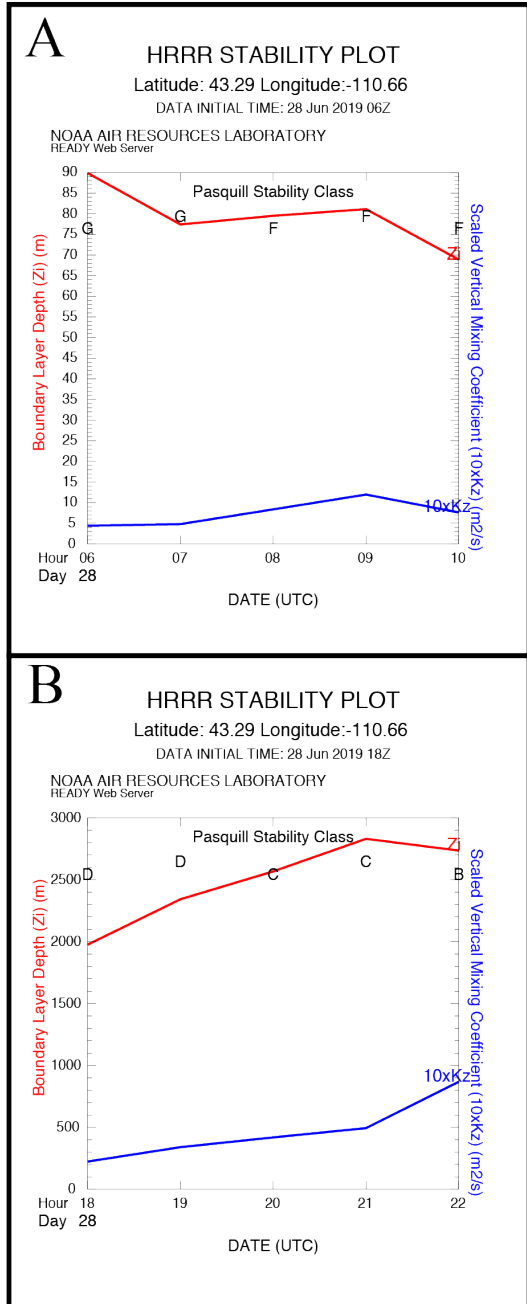 A
HRRR STABILITY PLOT
Latitude: 43.29 Longitude:-110.66
DATA INITIAL TIME: 28 Jun 2019 06Z
NOAA AIR RESOURCES LABORATORY
READY Web Server
Boundary Layer Depth (Zi) (m)
90
85
80
75
70
65
60
55
50
45
40
35
30
25
20
15
10
5
0
Pasquill Stability Class
G
G
F
F
F
Zi
10xKz
Scaled Vertical Mixing Coefficient (10xKz) (m2/s)
Hour 06 07 08 09 10
Day 28
DATE (UTC)
B
HRRR STABILITY PLOT
Latitude: 43.29 Longitude:-110.66
DATA INITIAL TIME: 28 Jun 2019 18Z
NOAA AIR RESOURCES LABORATORY
READY Web Server
Boundary Layer Depth (Zi) (m)
3000
2500
2000
1500
1000
500
0
Pasquill Stability Class
D
D
C
C
B
Zi
10xKz
Scaled Vertical Mixing Coefficient (10xKz) (m2/s)
Hour 18 19 20 21 22
Day 28
DATE (UTC)